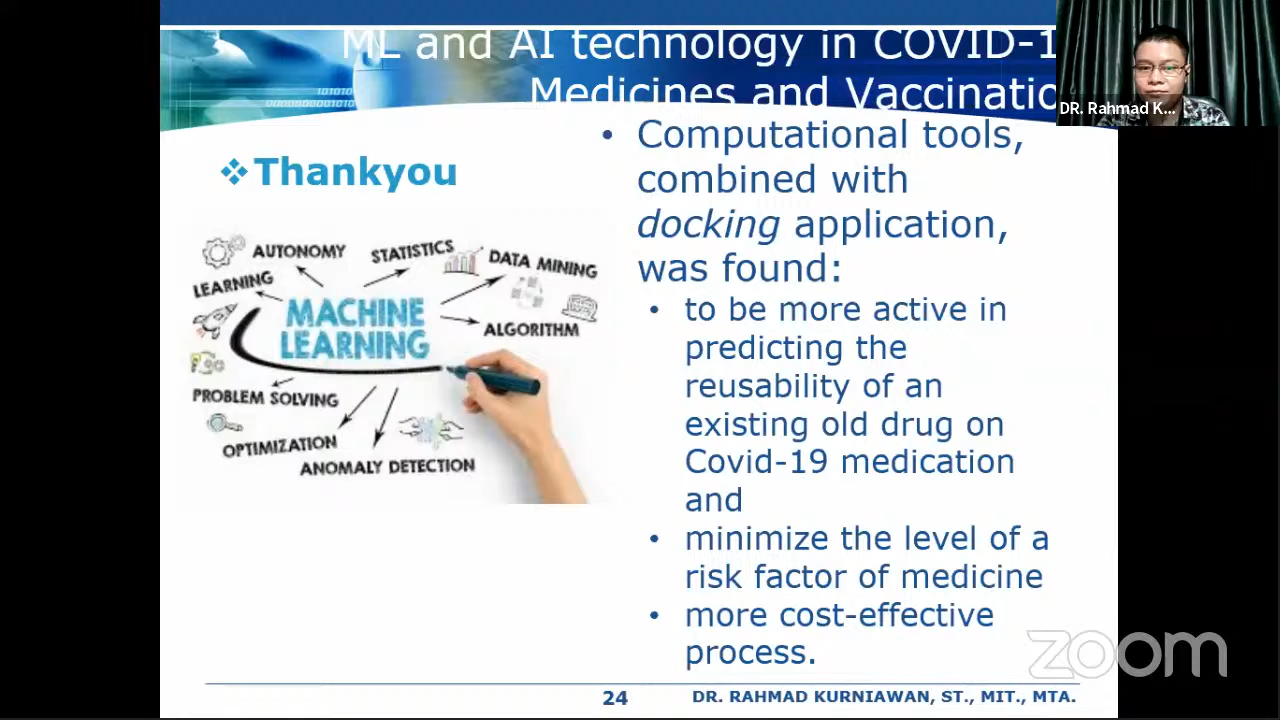 ML and AI technology in COVID-1
Medicines and Vaccinatio
DR. Rahmad K...
101010
0000000001010
❖Thankyou
• Computational tools,
combined with
docking application,
was found:
• to be more active in
predicting the
reusability of an
existing old drug on
Covid-19 medication
and
• minimize the level of a
risk factor of medicine
• more cost-effective
process.
AUTONOMY
STATISTICS
DATA MINING
LEARNING
MACHINE
LEARNING
ALGORITHM
PROBLEM SOLVING
OPTIMIZATION
ANOMALY DETECTION
zoom
24
DR. RAHMAD KURNIAWAN, ST., MIT., MTA.